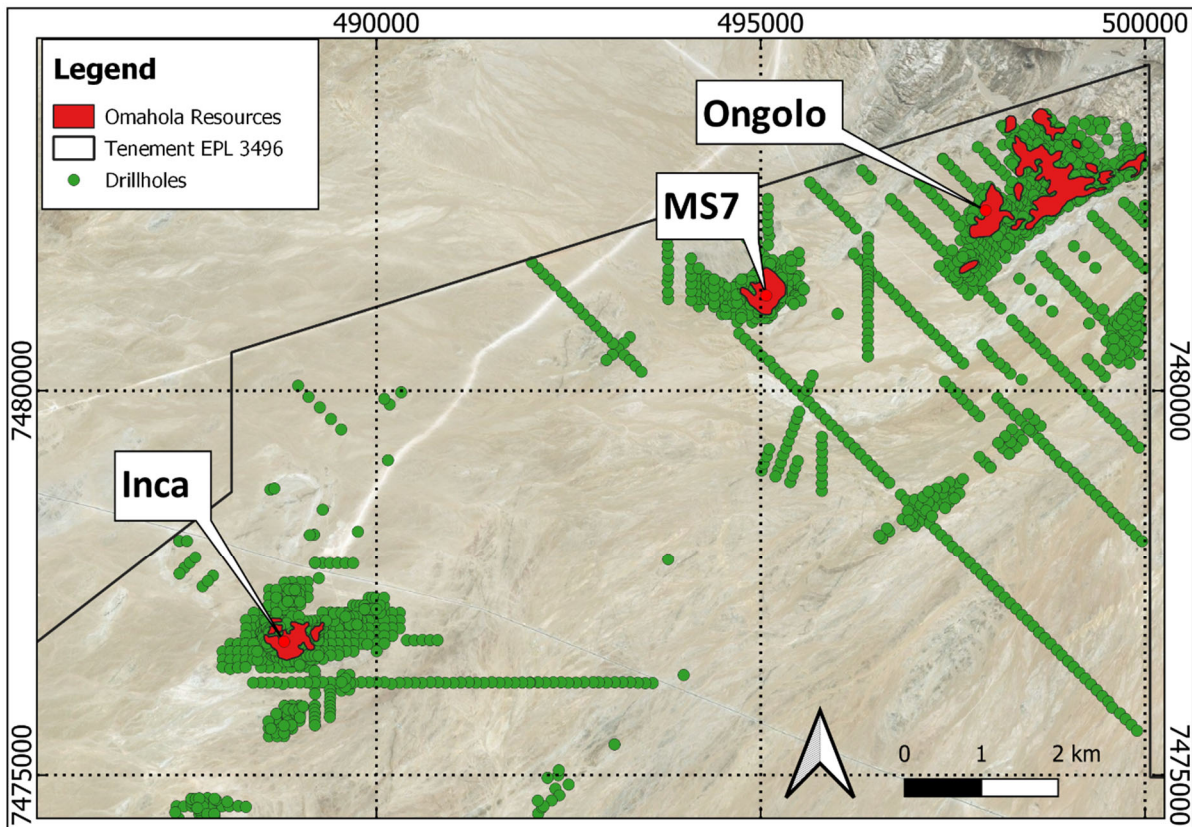 490000
495000
500000
Legend
Omahola Resources
Tenement EPL 3496
Drillholes
Ongolo
MS7
7480000
7480000
Inca
0 1 2 km
7475000
7475000